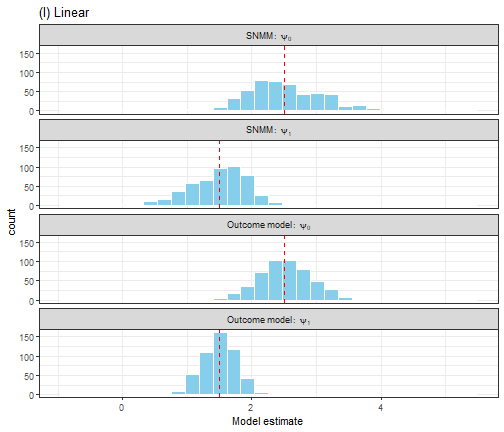 (I) Linear
SNMM: Ψ₀
150
100
50
0
SNMM: Ψ₁
150
100
50
0
Outcome model: Ψ₀
150
100
50
0
Outcome model: Ψ₁
150
100
50
0
count
0 2 4
Model estimate